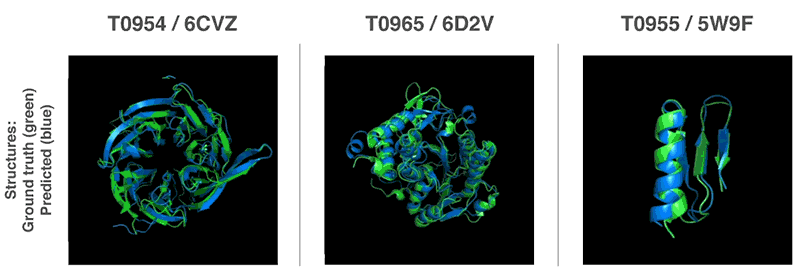 T0954 / 6CVZ
T0965 / 6D2V
T0955 / 5W9F
Structures:
Ground truth (green)
Predicted (blue)